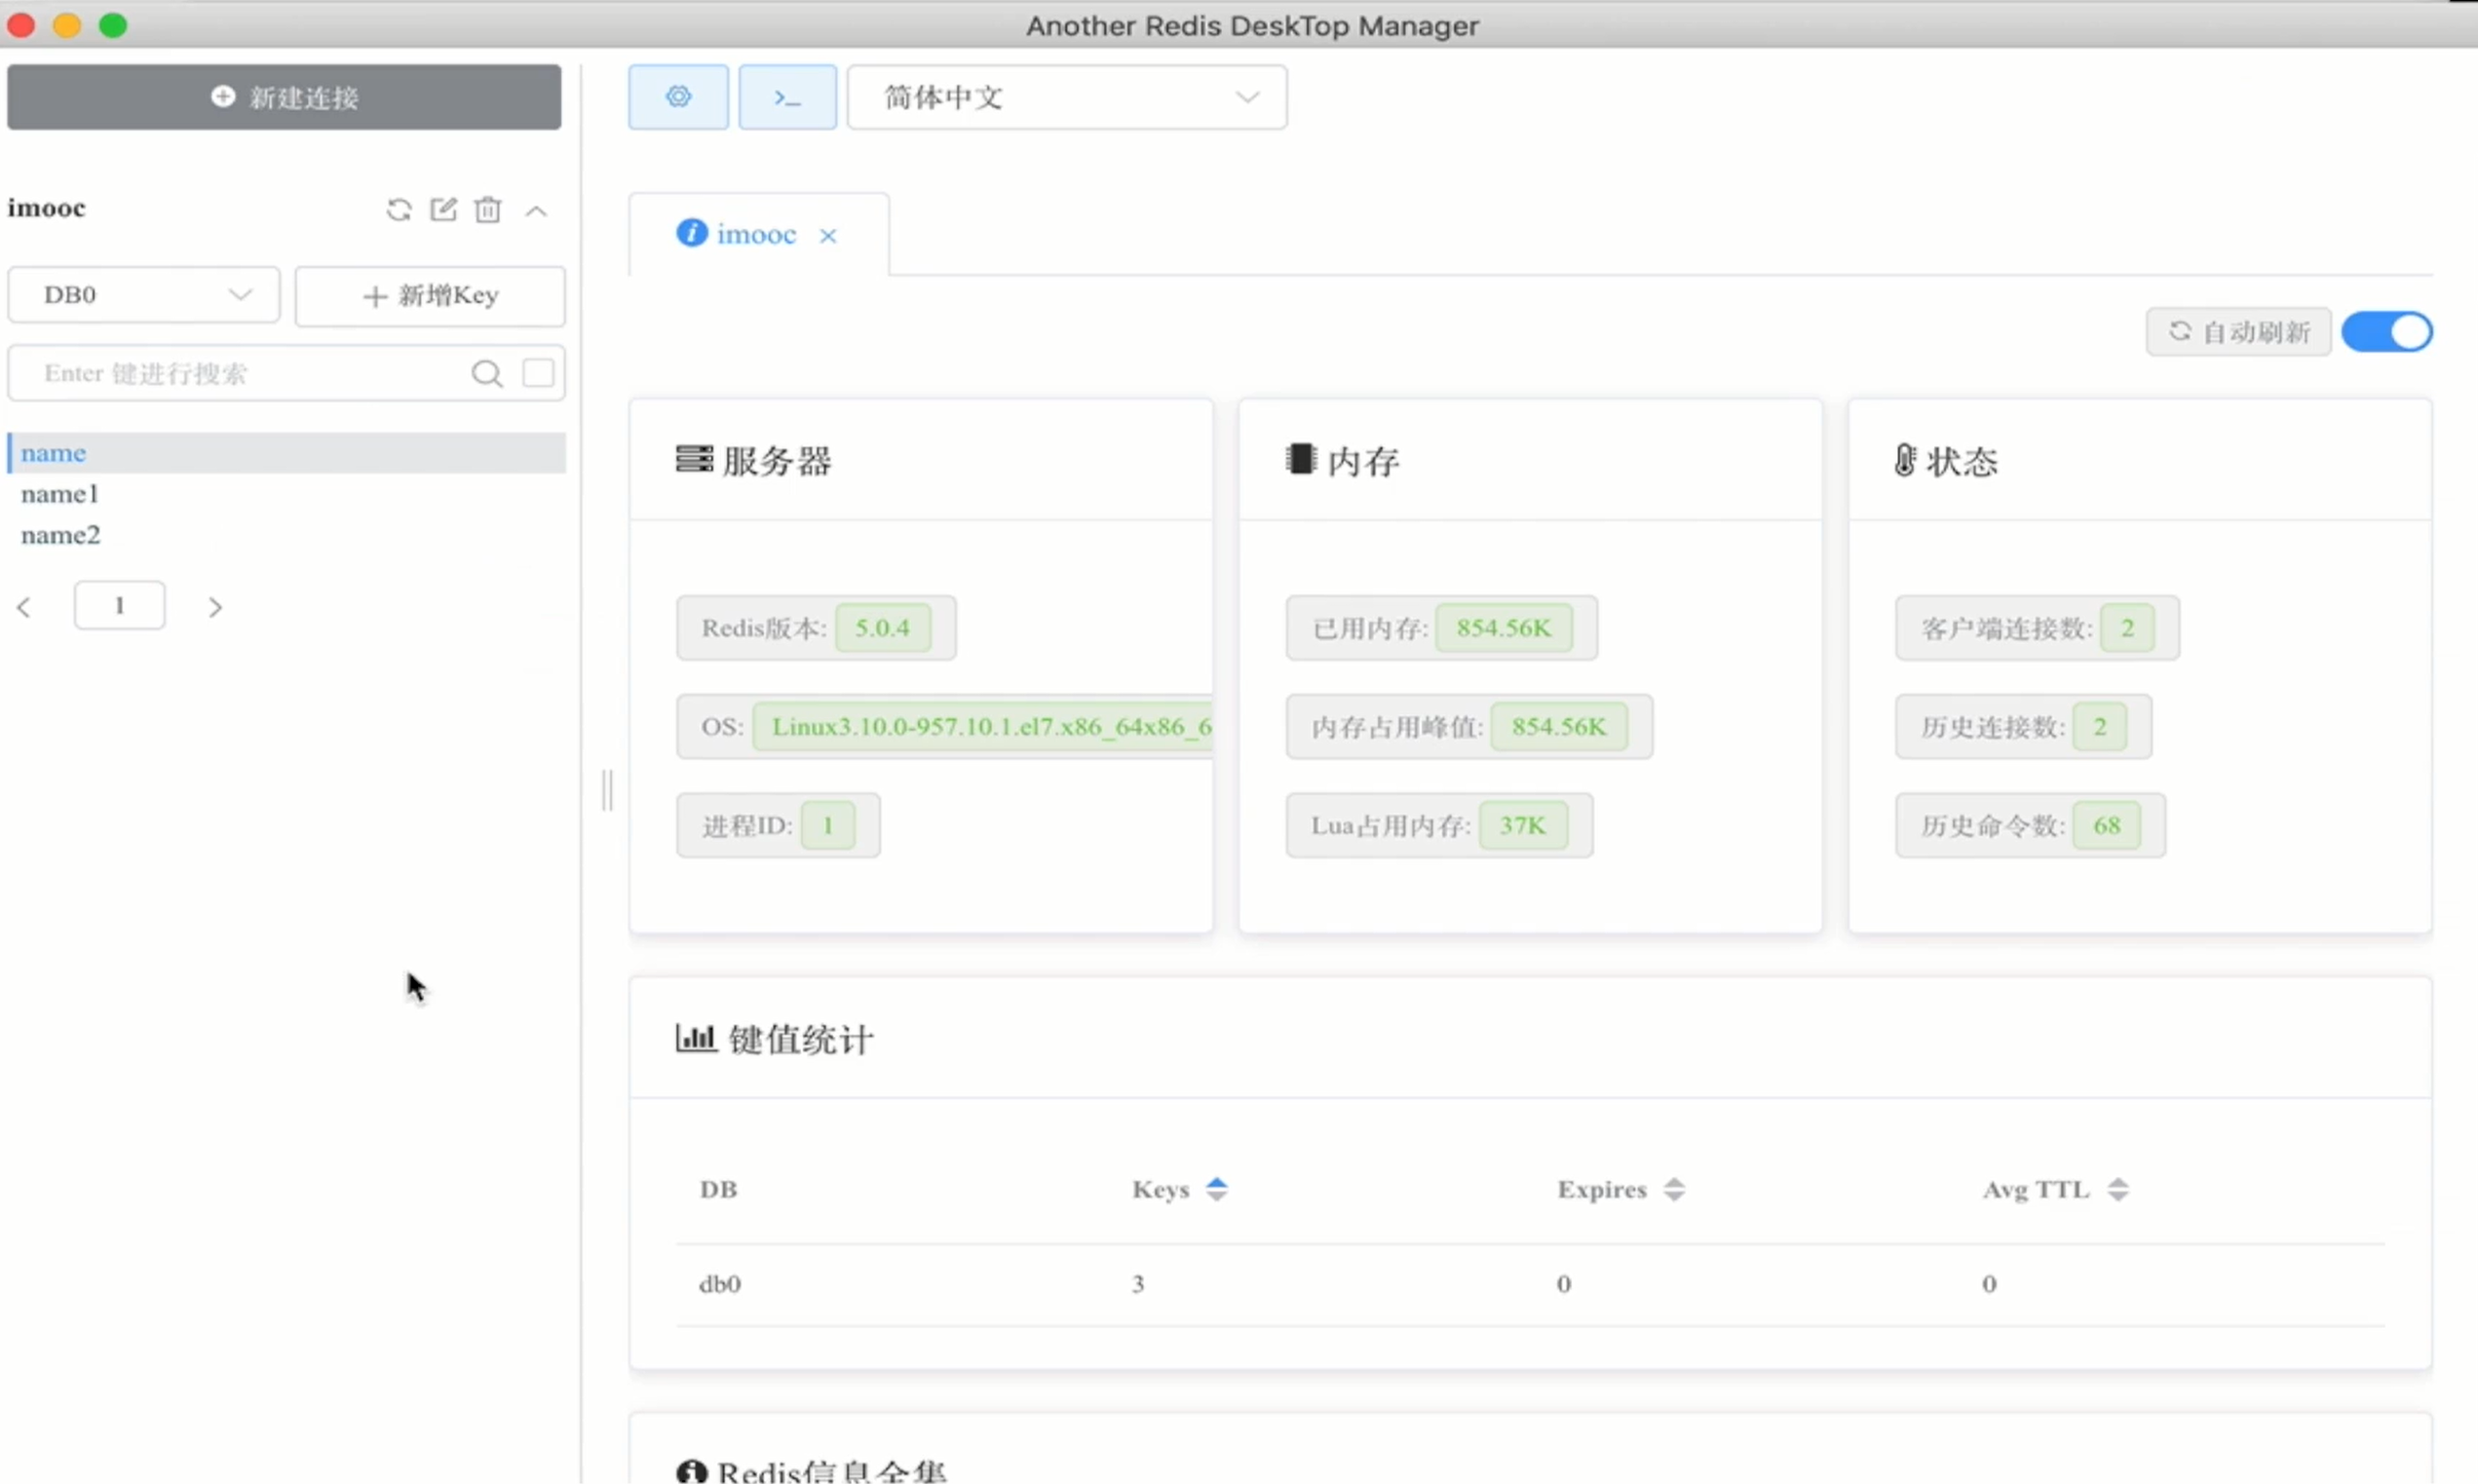 Another Redis DeskTop Manager
新建连接
>_
简体中文
imooc
imooc
DB0
新增Key
Enter 键进行搜索
name
name1
name2
1
自动刷新
服务器
Redis版本: 5.0.4
OS: Linux3.10.0-957.10.1.el7.x86_64x86_6
进程ID: 1
内存
已用内存: 854.56K
内存占用峰值: 854.56K
Lua占用内存: 37K
状态
客户端连接数: 2
历史连接数: 2
历史命令数: 68
键值统计
DB Keys Expires Avg TTL
db0 3 0 0
Redis信息全集